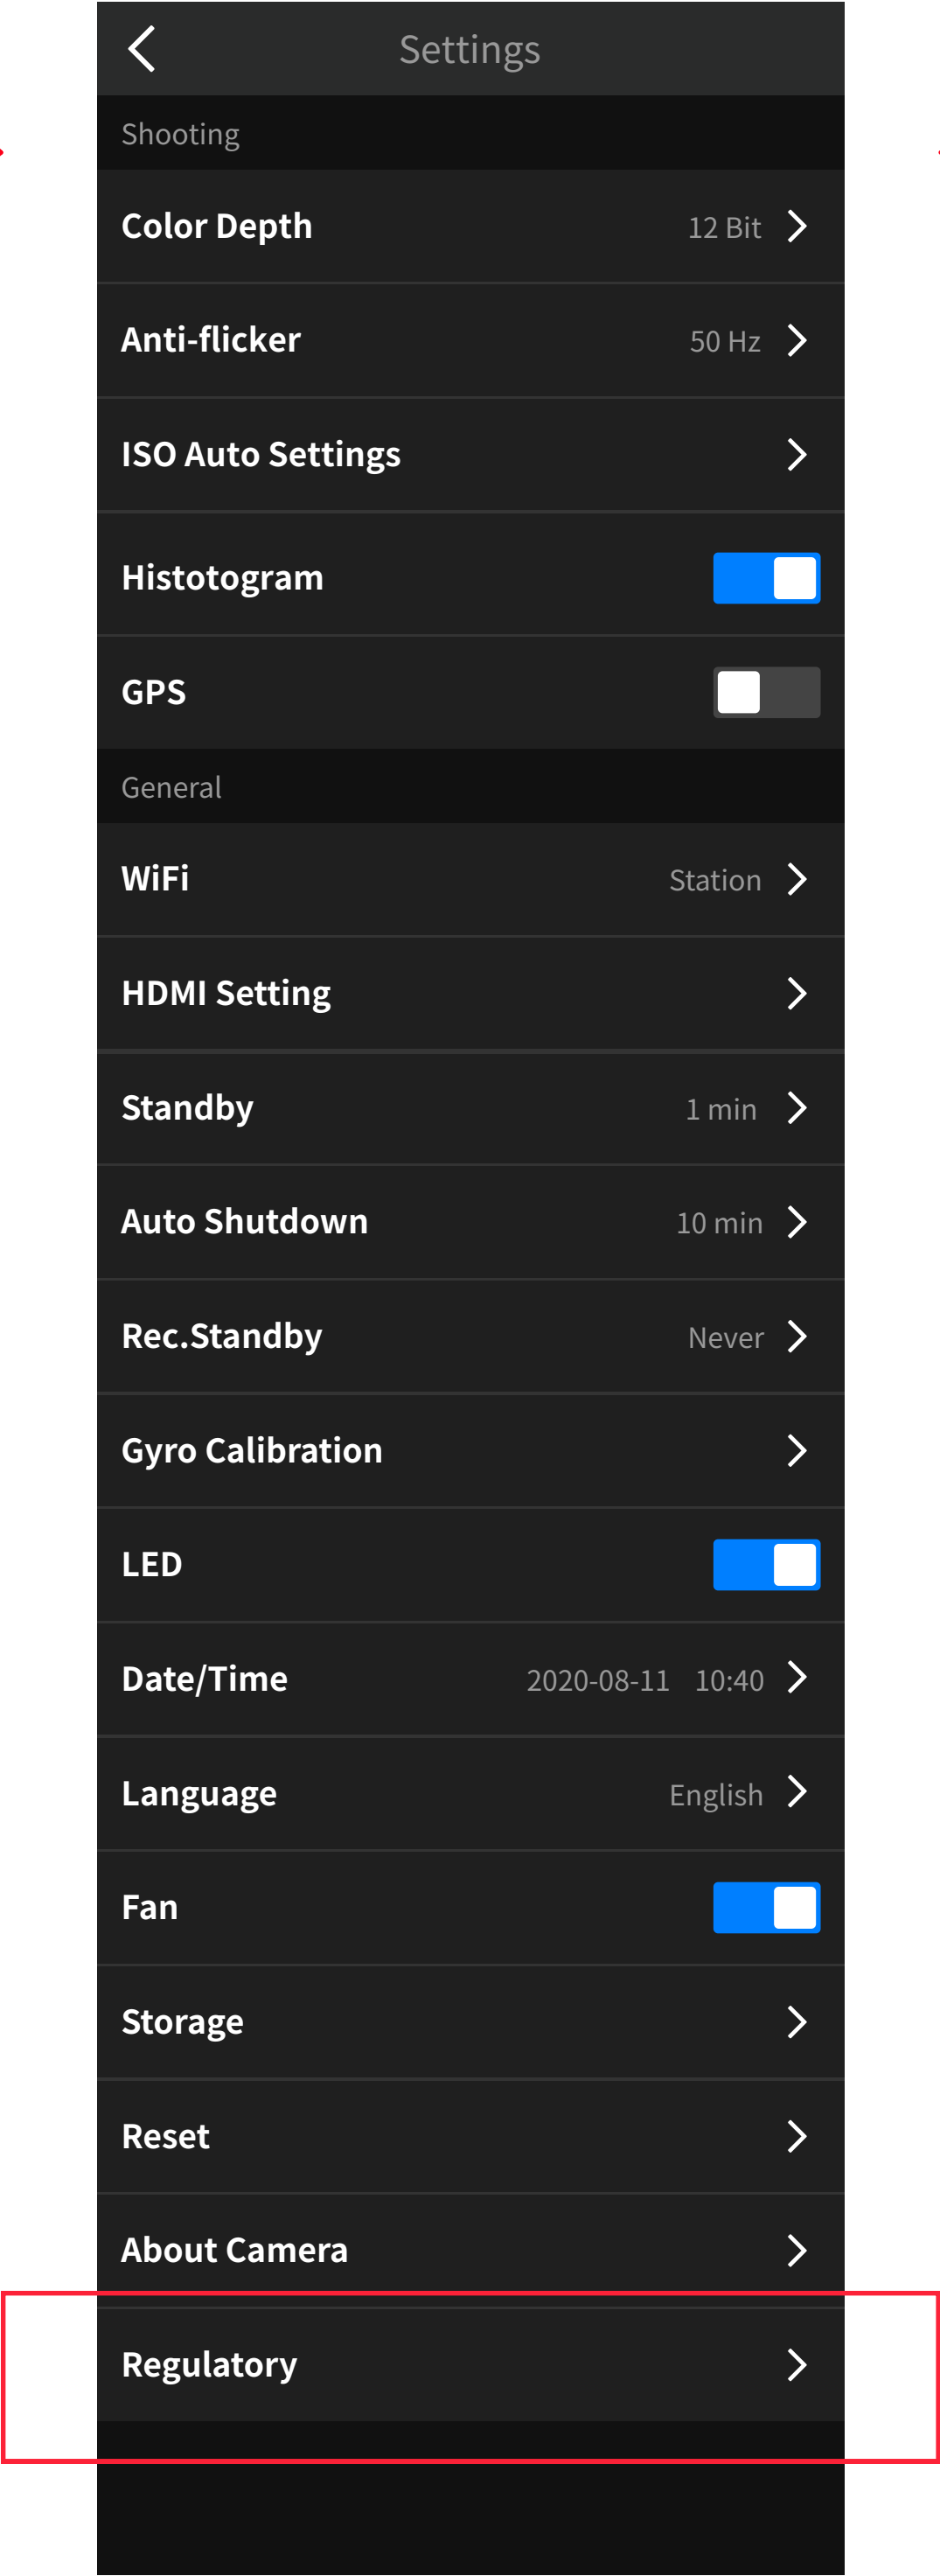 Settings
Shooting
Color Depth 12 Bit
Anti-flicker 50 Hz
ISO Auto Settings
Histotogram
GPS
General
WiFi Station
HDMI Setting
Standby 1 min
Auto Shutdown 10 min
Rec.Standby Never
Gyro Calibration
LED
Date/Time 2020-08-11 10:40
Language English
Fan
Storage
Reset
About Camera
Regulatory